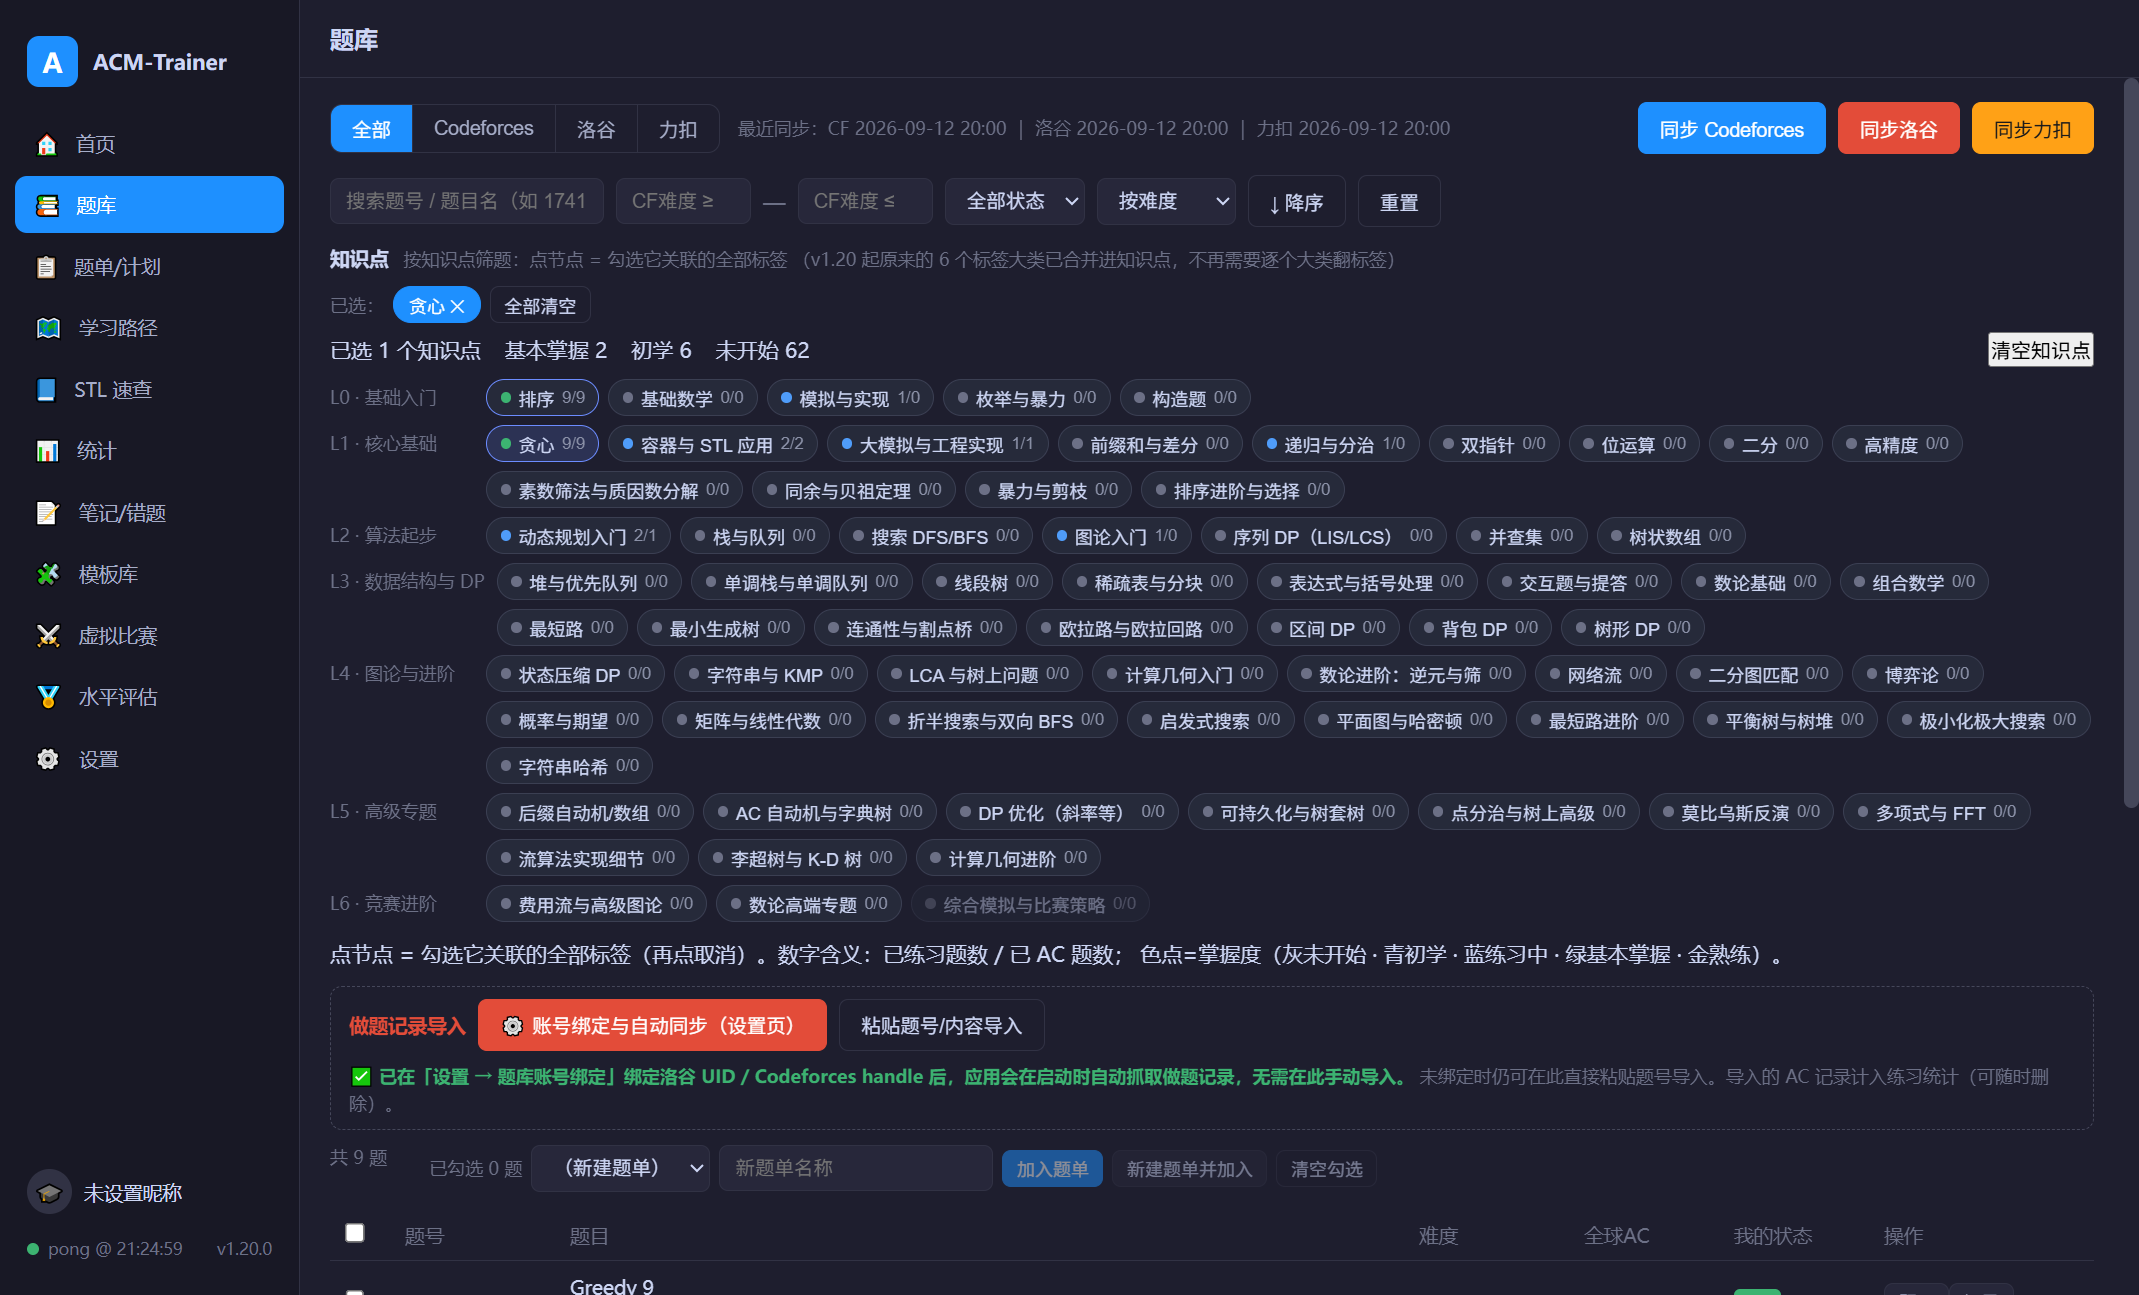 A ACM-Trainer
首页
题库
题单/计划
学习路径
STL 速查
统计
笔记/错题
模板库
虚拟比赛
水平评估
设置
未设置昵称
pong @ 21:24:59 v1.20.0
题库
全部 Codeforces 洛谷 力扣 最近同步：CF 2026-09-12 20:00 | 洛谷 2026-09-12 20:00 | 力扣 2026-09-12 20:00 同步 Codeforces 同步洛谷 同步力扣
搜索题号 / 题目名（如 1741 CF难度 ≥ — CF难度 ≤ 全部状态 按难度 ↓ 降序 重置
知识点 按知识点筛题：点节点 = 勾选它关联的全部标签 （v1.20 起原来的 6 个标签大类已合并进知识点，不再需要逐个大类翻标签）
已选： 贪心 ✕ 全部清空
已选 1 个知识点 基本掌握 2 初学 6 未开始 62 清空知识点
L0 · 基础入门 排序 9/9 基础数学 0/0 模拟与实现 1/0 枚举与暴力 0/0 构造题 0/0
L1 · 核心基础 贪心 9/9 容器与 STL 应用 2/2 大模拟与工程实现 1/1 前缀和与差分 0/0 递归与分治 1/0 双指针 0/0 位运算 0/0 二分 0/0 高精度 0/0
素数筛法与质因数分解 0/0 同余与贝祖定理 0/0 暴力与剪枝 0/0 排序进阶与选择 0/0
L2 · 算法起步 动态规划入门 2/1 栈与队列 0/0 搜索 DFS/BFS 0/0 图论入门 1/0 序列 DP（LIS/LCS） 0/0 并查集 0/0 树状数组 0/0
L3 · 数据结构与 DP 堆与优先队列 0/0 单调栈与单调队列 0/0 线段树 0/0 稀疏表与分块 0/0 表达式与括号处理 0/0 交互题与提答 0/0 数论基础 0/0 组合数学 0/0
最短路 0/0 最小生成树 0/0 连通性与割点桥 0/0 欧拉路与欧拉回路 0/0 区间 DP 0/0 背包 DP 0/0 树形 DP 0/0
L4 · 图论与进阶 状态压缩 DP 0/0 字符串与 KMP 0/0 LCA 与树上问题 0/0 计算几何入门 0/0 数论进阶：逆元与筛 0/0 网络流 0/0 二分图匹配 0/0 博弈论 0/0
概率与期望 0/0 矩阵与线性代数 0/0 折半搜索与双向 BFS 0/0 启发式搜索 0/0 平面图与哈密顿 0/0 最短路进阶 0/0 平衡树与树堆 0/0 极小化极大搜索 0/0
字符串哈希 0/0
L5 · 高级专题 后缀自动机/数组 0/0 AC 自动机与字典树 0/0 DP 优化（斜率等） 0/0 可持久化与树套树 0/0 点分治与树上高级 0/0 莫比乌斯反演 0/0 多项式与 FFT 0/0
流算法实现细节 0/0 李超树与 K-D 树 0/0 计算几何进阶 0/0
L6 · 竞赛进阶 费用流与高级图论 0/0 数论高端专题 0/0 综合模拟与比赛策略 0/0
点节点 = 勾选它关联的全部标签（再点取消）。数字含义：已练习题数 / 已 AC 题数； 色点=掌握度（灰未开始 · 青初学 · 蓝练习中 · 绿基本掌握 · 金熟练）。
做题记录导入 账号绑定与自动同步（设置页） 粘贴题号/内容导入
已在「设置 → 题库账号绑定」绑定洛谷 UID / Codeforces handle 后，应用会在启动时自动抓取做题记录，无需在此手动导入。 未绑定时仍可在此直接粘贴题号导入。导入的 AC 记录计入练习统计（可随时删
除）。
共 9 题 已勾选 0 题 （新建题单） 新题单名称 加入题单 新建题单并加入 清空勾选
题号 题目 难度 全球AC 我的状态 操作
Greedy 9